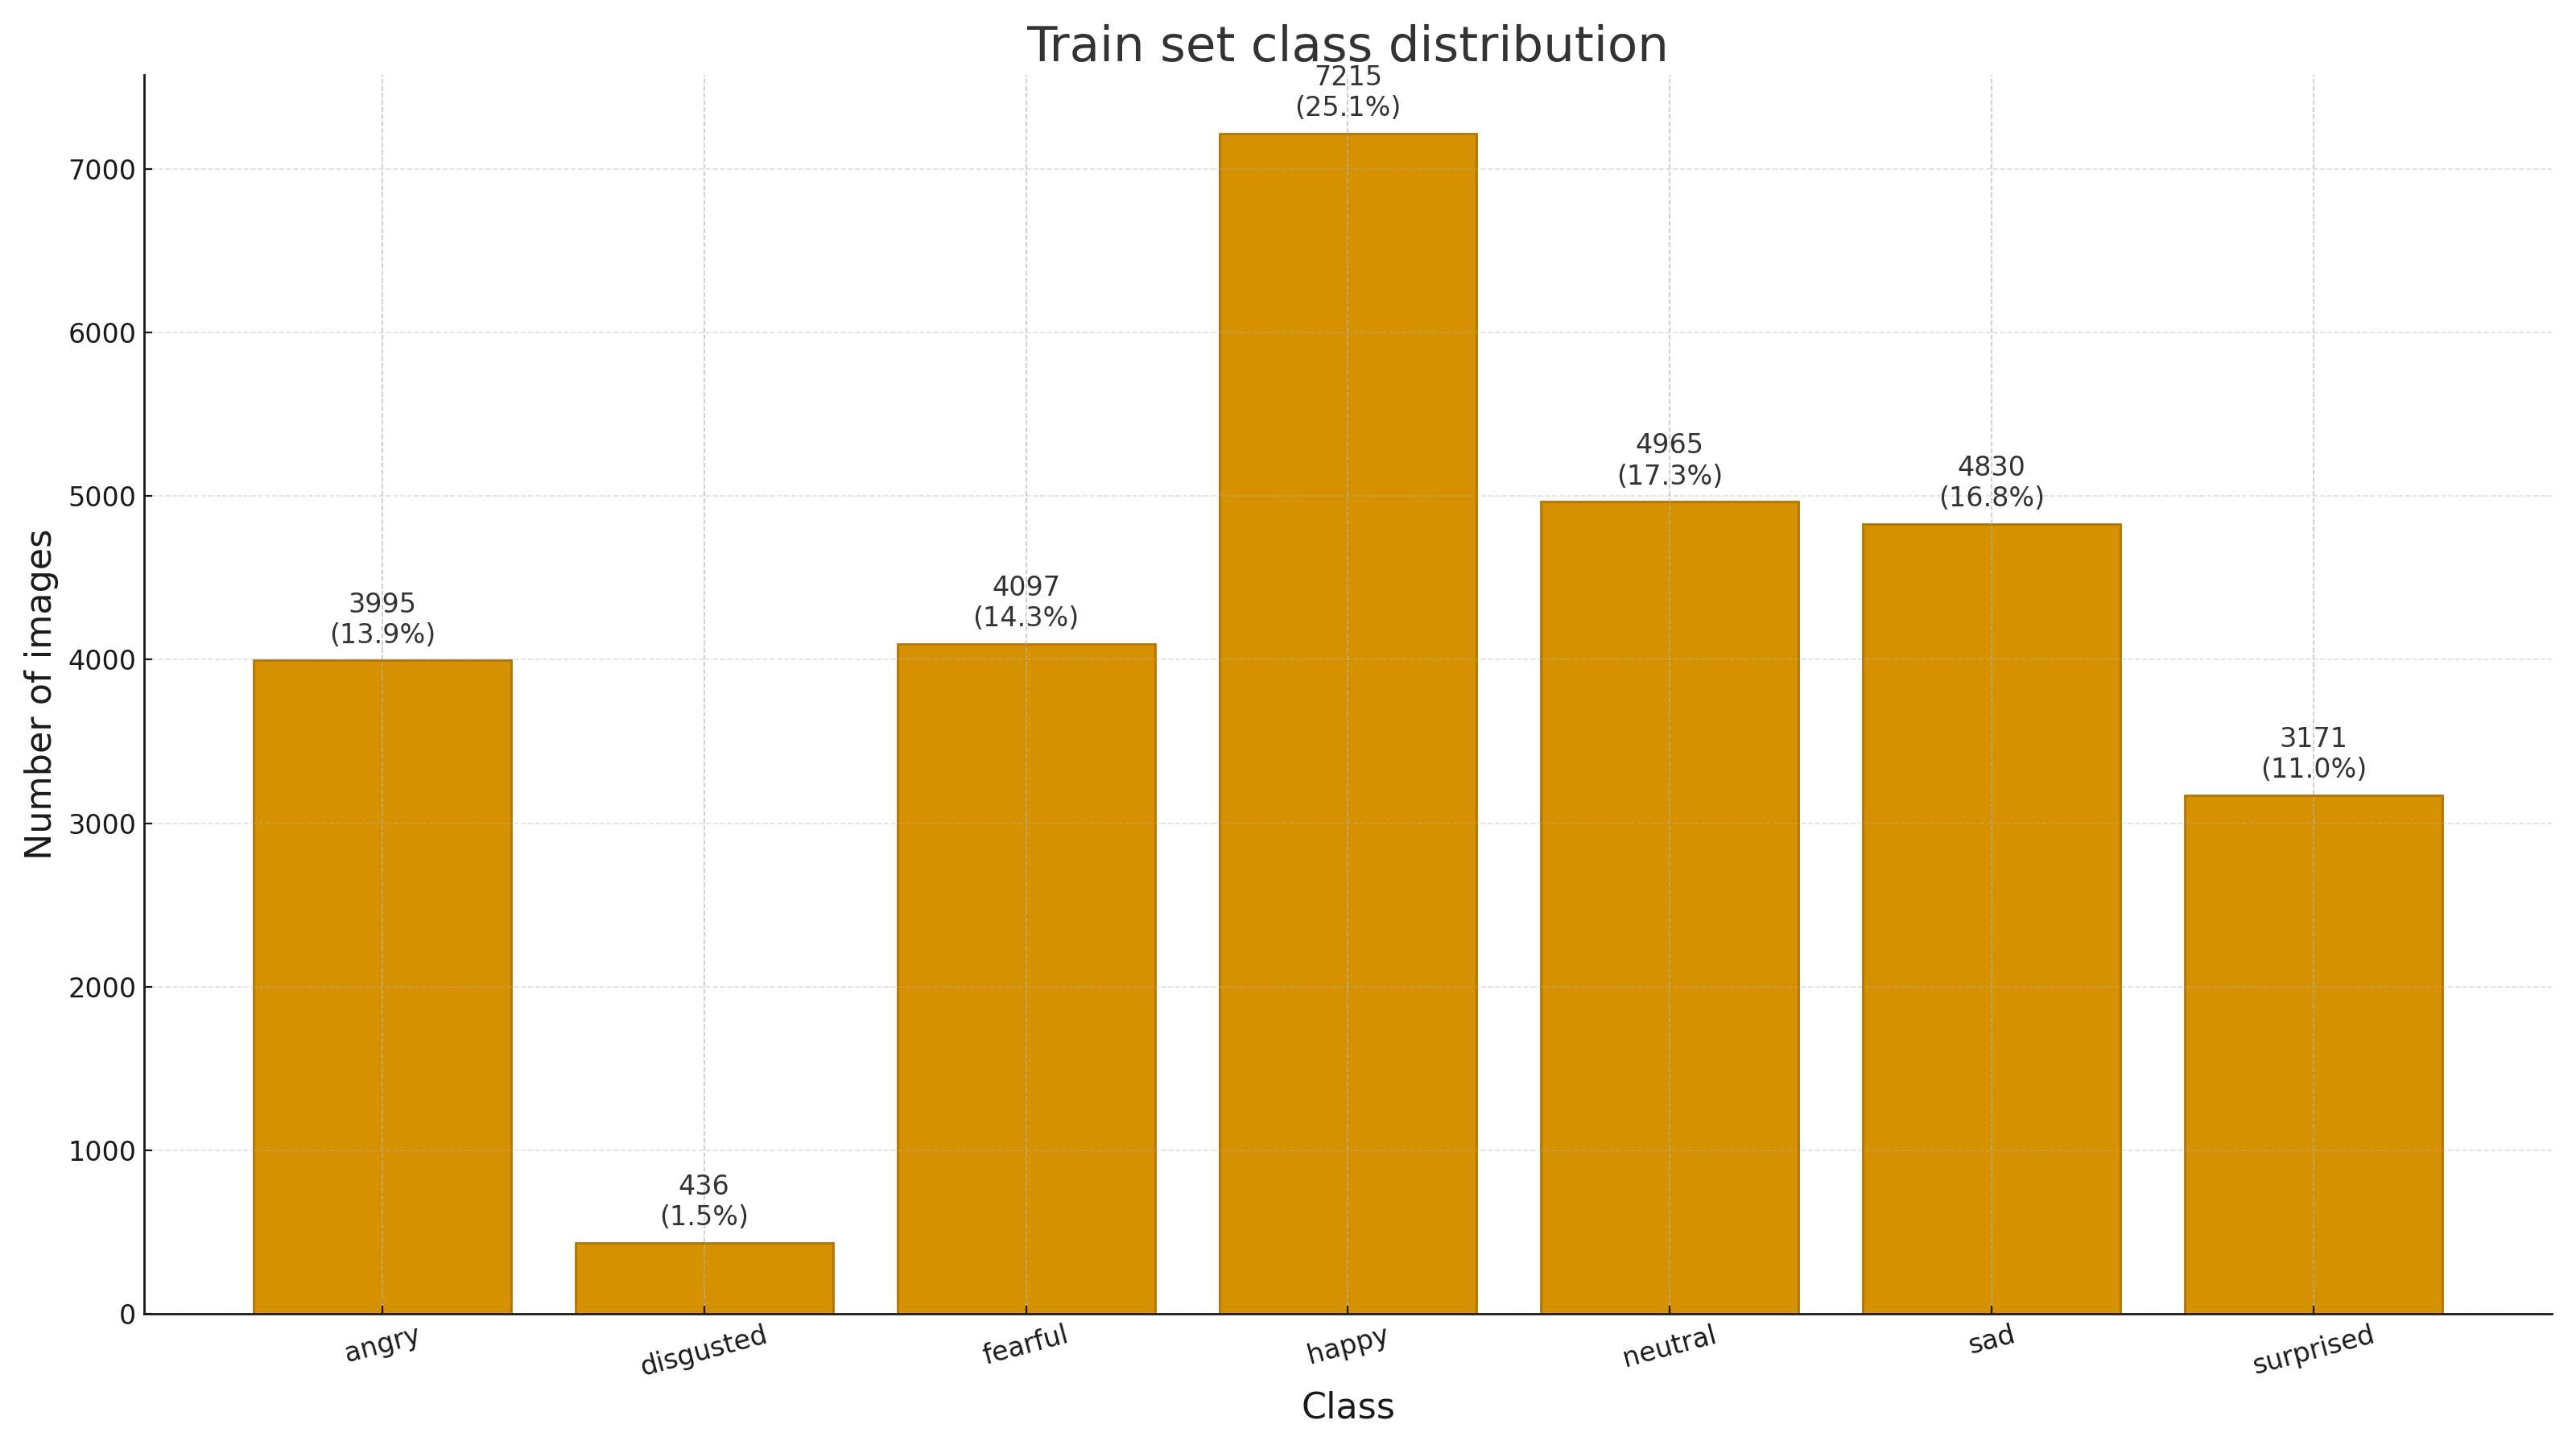 Train set class distribution
7215
(25.1%)
7000
6000
4965
(17.3%)
4830
(16.8%)
5000
4097
(14.3%)
3995
(13.9%)
4000
3171
(11.0%)
3000
2000
436
(1.5%)
1000
0
Number of images
angry
disgusted
fearful
happy
neutral
sad
surprised
Class